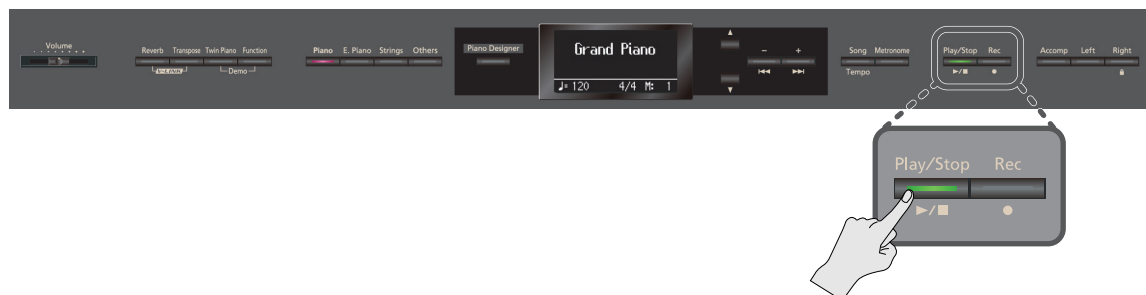 Volume
Reverb Transpose Twin Piano Function
V-LINK
Demo
Piano E. Piano Strings Others
Piano Designer
Grand Piano
♩= 120 4/4 M: 1
▲
- +
⏮ ⏭
▼
Song Metronome
Tempo
Play/Stop Rec
►/■ ●
Accomp Left Right
Play/Stop Rec
►/■ ●